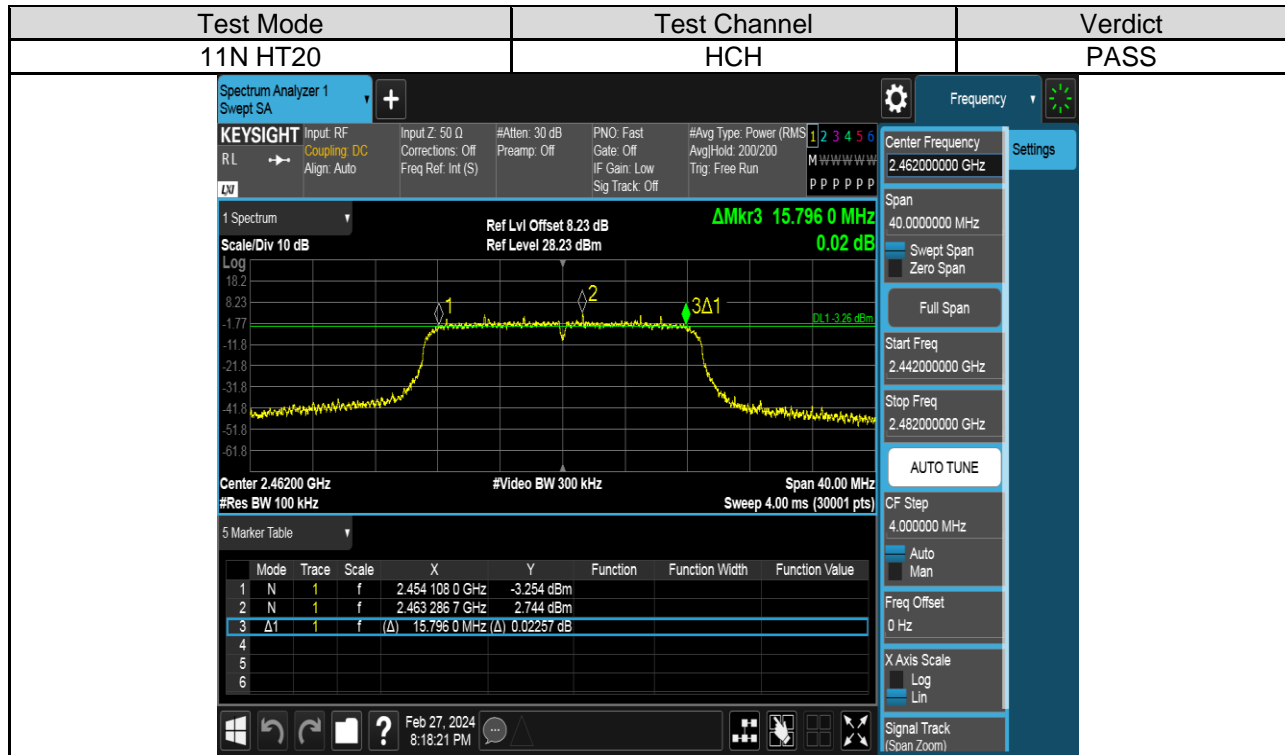 Test Mode Test Channel Verdict
11N HT20 HCH PASS
Spectrum Analyzer 1
Swept SA
+
Frequency
KEYSIGHT
RL
LXI
Input: RF
Coupling: DC
Align: Auto
Input Z: 50 Ω
Corrections: Off
Freq Ref: Int (S)
#Atten: 30 dB
Preamp: Off
PNO: Fast
Gate: Off
IF Gain: Low
Sig Track: Off
#Avg Type: Power (RMS
Avg|Hold: 200/200
Trig: Free Run
1 2 3 4 5 6
M W W W W W
P P P P P P
1 Spectrum
Scale/Div 10 dB
Ref Lvl Offset 8.23 dB
Ref Level 28.23 dBm
ΔMkr3 15.796 0 MHz
0.02 dB
Log
18.2
8.23
-1.77
-11.8
-21.8
-31.8
-41.8
-51.8
-61.8
1
2
3Δ1
DL1 -3.26 dBm
Center 2.46200 GHz #Video BW 300 kHz Span 40.00 MHz
#Res BW 100 kHz Sweep 4.00 ms (30001 pts)
5 Marker Table
Mode Trace Scale X Y Function Function Width Function Value
1 N 1 f 2.454 108 0 GHz -3.254 dBm
2 N 1 f 2.463 286 7 GHz 2.744 dBm
3 Δ1 1 f (Δ) 15.796 0 MHz (Δ) 0.02257 dB
4
5
6
?
Feb 27, 2024
8:18:21 PM
Center Frequency
2.462000000 GHz
Settings
Span
40.0000000 MHz
Swept Span
Zero Span
Full Span
Start Freq
2.442000000 GHz
Stop Freq
2.482000000 GHz
AUTO TUNE
CF Step
4.000000 MHz
Auto
Man
Freq Offset
0 Hz
X Axis Scale
Log
Lin
Signal Track
(Span Zoom)